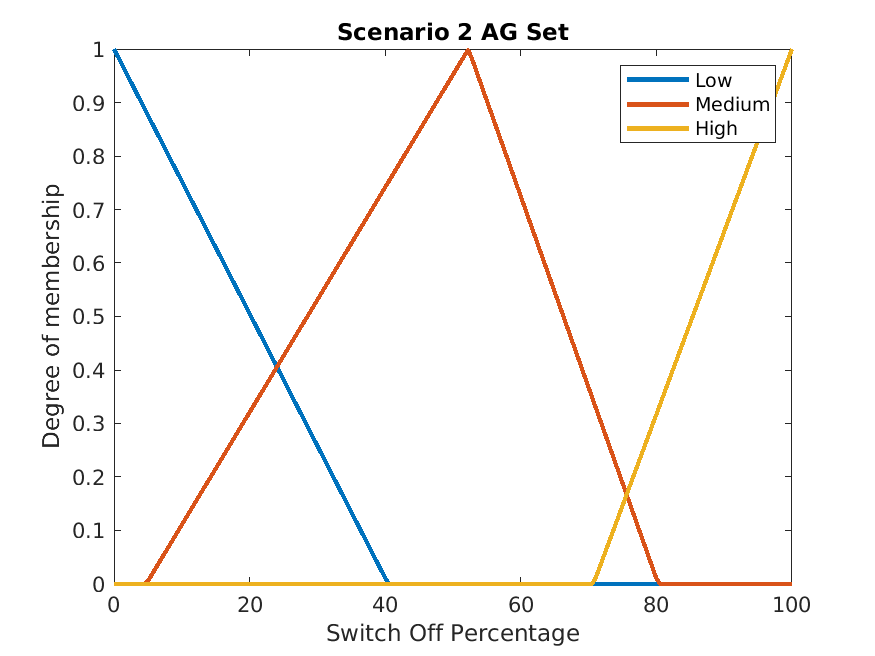 Scenario 2 AG Set
Low
Medium
High
Degree of membership
1
0.9
0.8
0.7
0.6
0.5
0.4
0.3
0.2
0.1
0
0 20 40 60 80 100
Switch Off Percentage